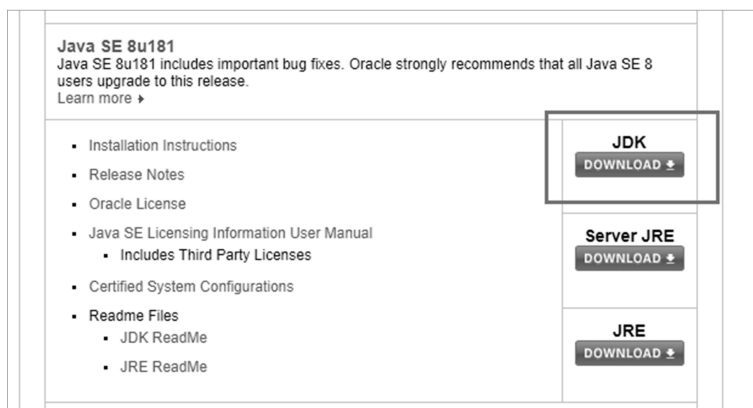 Java SE 8u181
Java SE 8u181 includes important bug fixes. Oracle strongly recommends that all Java SE 8
users upgrade to this release.
Learn more
Installation Instructions
Release Notes
Oracle License
Java SE Licensing Information User Manual
Includes Third Party Licenses
Certified System Configurations
Readme Files
JDK ReadMe
JRE ReadMe
JDK
DOWNLOAD
Server JRE
DOWNLOAD
JRE
DOWNLOAD